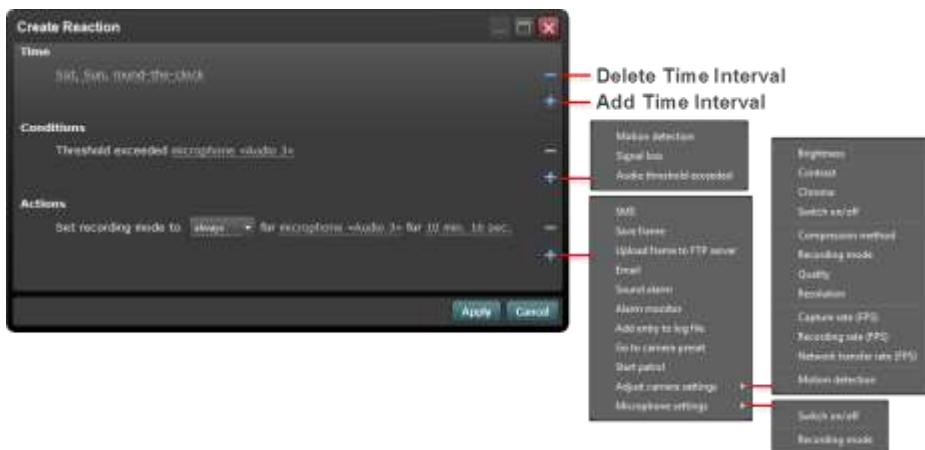 Create Reaction
Time
Sat, Sun, round-the-clock
Delete Time Interval
Add Time Interval
Conditions
Threshold exceeded microphone «Audio 3»
Motion detection
Signal loss
Audio threshold exceeded
Actions
Set recording mode to always for microphone «Audio 3» for 10 min. 10 sec.
Apply Cancel
SMS
Save frame
Upload frame to FTP server
Email
Sound alarm
Alarm monitor
Add entry to log file
Go to camera preset
Start patrol
Adjust camera settings
Microphone settings
Brightness
Contrast
Chroma
Switch on/off
Compression method
Recording mode
Quality
Resolution
Capture rate (FPS)
Recording rate (FPS)
Network transfer rate (FPS)
Motion detection
Switch on/off
Recording mode